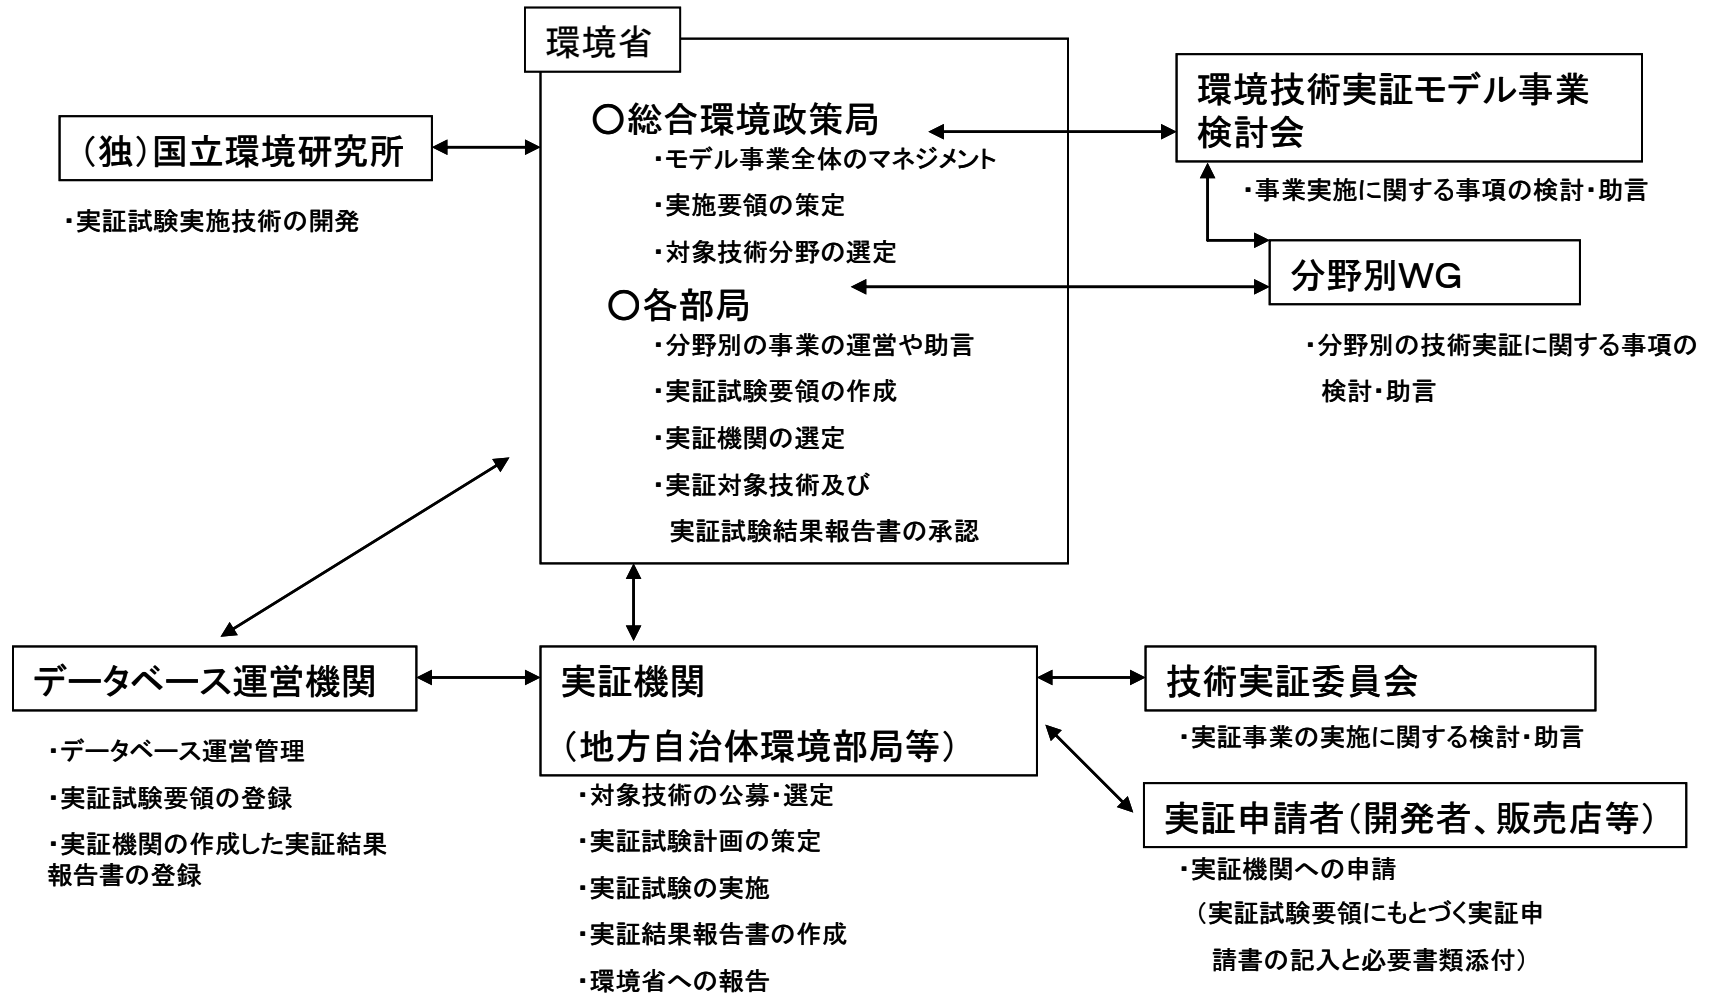 環境省
○総合環境政策局
・モデル事業全体のマネジメント
・実施要領の策定
・対象技術分野の選定
○各部局
・分野別の事業の運営や助言
・実証試験要領の作成
・実証機関の選定
・実証対象技術及び
実証試験結果報告書の承認
（独）国立環境研究所
・実証試験実施技術の開発
環境技術実証モデル事業
検討会
・事業実施に関する事項の検討・助言
分野別WG
・分野別の技術実証に関する事項の
検討・助言
データベース運営機関
・データベース運営管理
・実証試験要領の登録
・実証機関の作成した実証結果
報告書の登録
実証機関
（地方自治体環境部局等）
・対象技術の公募・選定
・実証試験計画の策定
・実証試験の実施
・実証結果報告書の作成
・環境省への報告
技術実証委員会
・実証事業の実施に関する検討・助言
実証申請者（開発者、販売店等）
・実証機関への申請
（実証試験要領にもとづく実証申
請書の記入と必要書類添付）